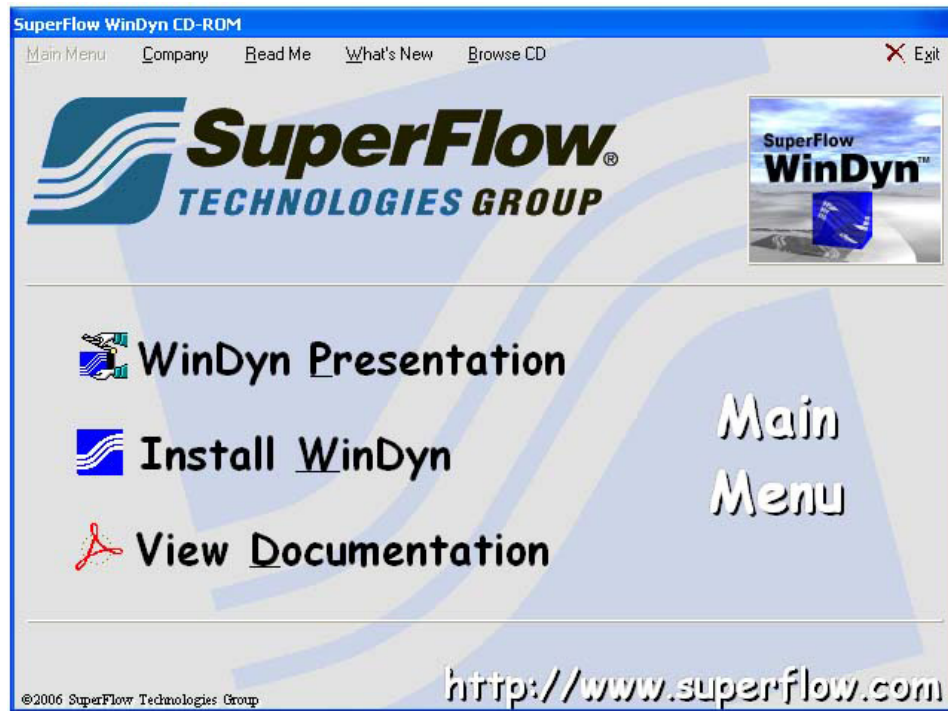 SuperFlow WinDyn CD-ROM
Main Menu Company Read Me What's New Browse CD Exit
SuperFlow®
TECHNOLOGIES GROUP
SuperFlow
WinDyn™
WinDyn Presentation
Install WinDyn
View Documentation
Main
Menu
http://www.superflow.com
©2006 SuperFlow Technologies Group